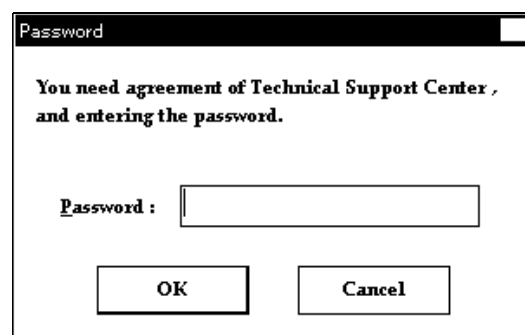 Password
You need agreement of Technical Support Center ,
and entering the password.
Password :
OK Cancel